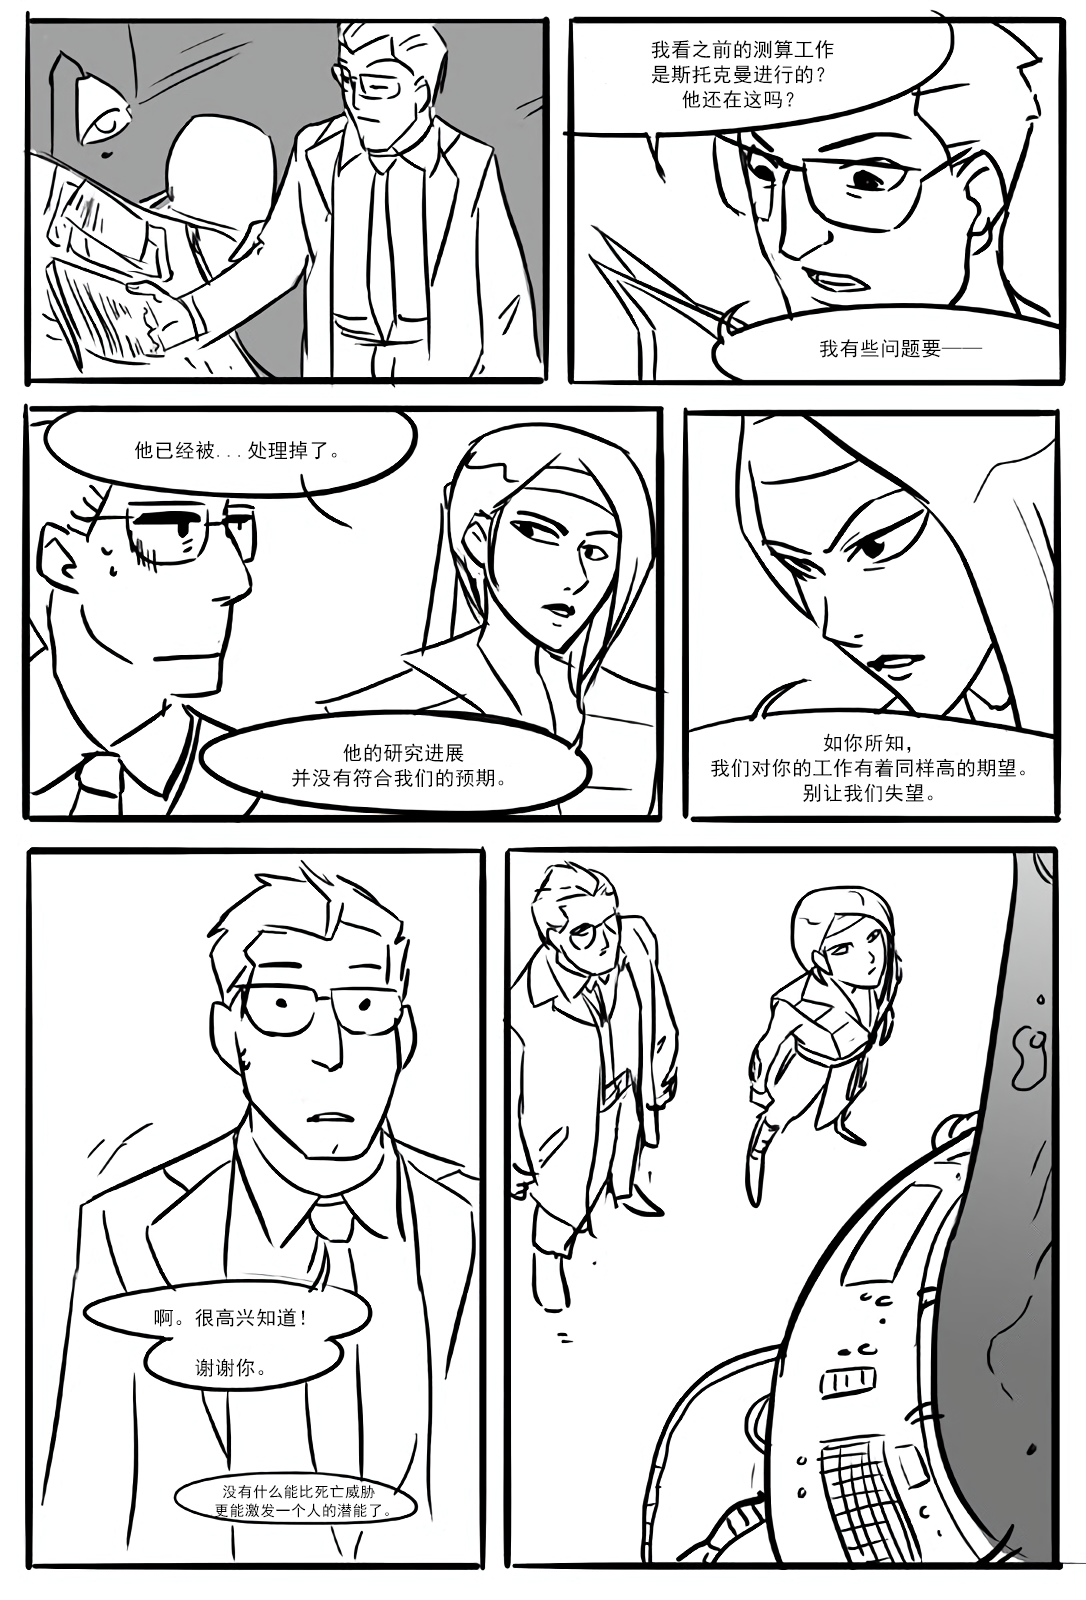 我看之前的测算工作
是斯托克曼进行的？
他还在这吗？
我有些问题要——
他已经被...处理掉了。
他的研究进展
并没有符合我们的预期。
如你所知，
我们对你的工作有着同样高的期望。
别让我们失望。
啊。很高兴知道！
谢谢你。
没有什么能比死亡威胁
更能激发一个人的潜能了。